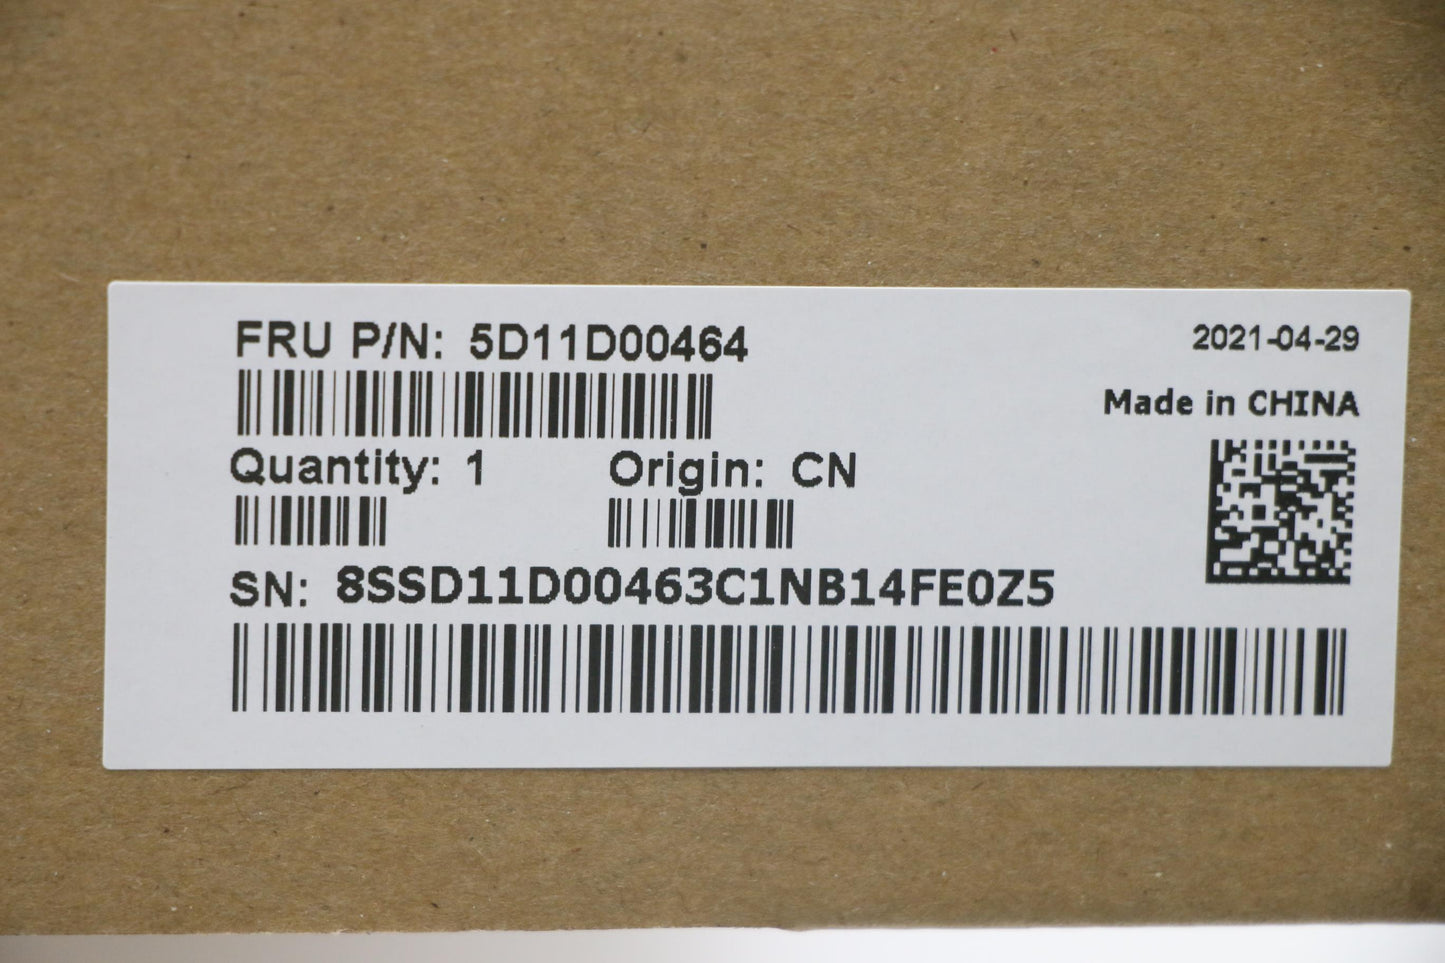 FRU P/N: 5D11D00464
2021-04-29
Made in CHINA
Quantity: 1
Origin: CN
SN: 8SSD11D00463C1NB14FE0Z5